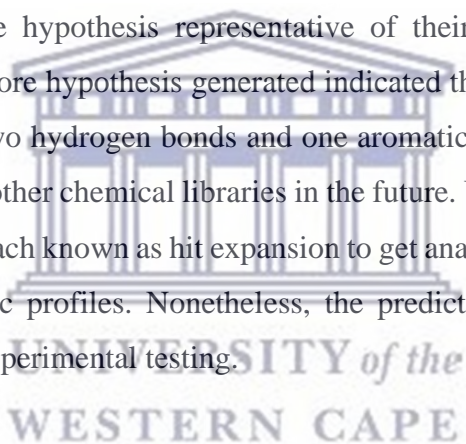 e hypothesis representative of their
ore hypothesis generated indicated th
vo hydrogen bonds and one aromatic
other chemical libraries in the future.
ach known as hit expansion to get ana
ic profiles. Nonetheless, the predict
perimental testing.
UNIVERSITY of the
WESTERN CAPE